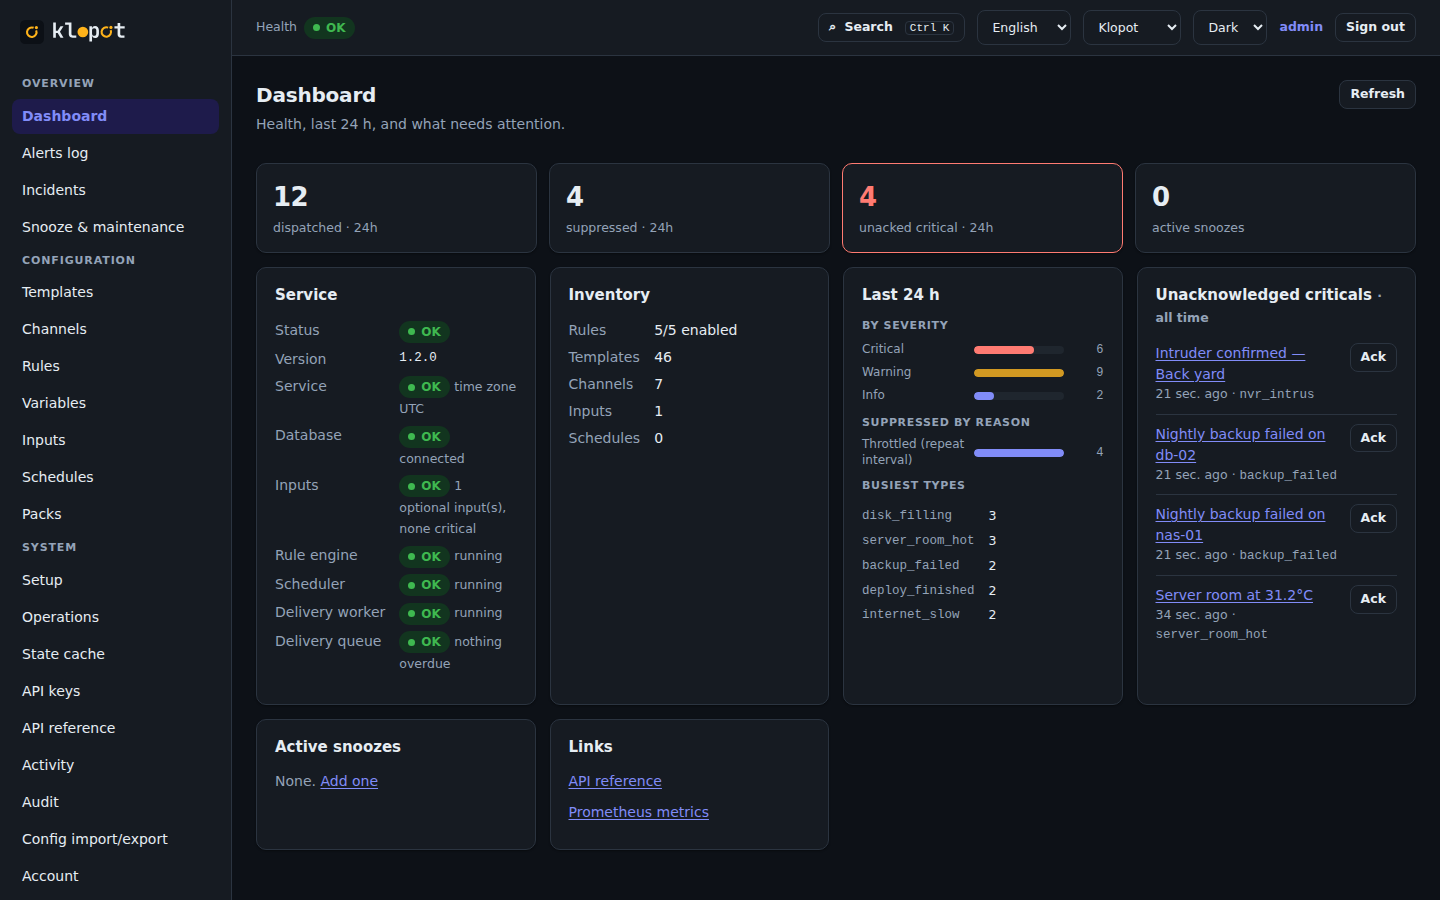 klopot
OVERVIEW
Dashboard
Alerts log
Incidents
Snooze & maintenance
CONFIGURATION
Templates
Channels
Rules
Variables
Inputs
Schedules
Packs
SYSTEM
Setup
Operations
State cache
API keys
API reference
Activity
Audit
Config import/export
Account
Health OK
Search Ctrl K
English
Klopot
Dark
admin
Sign out
Dashboard
Refresh
Health, last 24 h, and what needs attention.
12
dispatched · 24h
4
suppressed · 24h
4
unacked critical · 24h
0
active snoozes
Service
Status OK
Version 1.2.0
Service OK time zone
UTC
Database OK
connected
Inputs OK 1
optional input(s),
none critical
Rule engine OK running
Scheduler OK running
Delivery worker OK running
Delivery queue OK nothing
overdue
Inventory
Rules 5/5 enabled
Templates 46
Channels 7
Inputs 1
Schedules 0
Last 24 h
BY SEVERITY
Critical 6
Warning 9
Info 2
SUPPRESSED BY REASON
Throttled (repeat
interval) 4
BUSIEST TYPES
disk_filling 3
server_room_hot 3
backup_failed 2
deploy_finished 2
internet_slow 2
Unacknowledged criticals ·
all time
Intruder confirmed —
Back yard
Ack
21 sec. ago · nvr_intrus
Nightly backup failed on
db-02
Ack
21 sec. ago · backup_failed
Nightly backup failed on
nas-01
Ack
21 sec. ago · backup_failed
Server room at 31.2°C
Ack
34 sec. ago ·
server_room_hot
Active snoozes
None. Add one
Links
API reference
Prometheus metrics